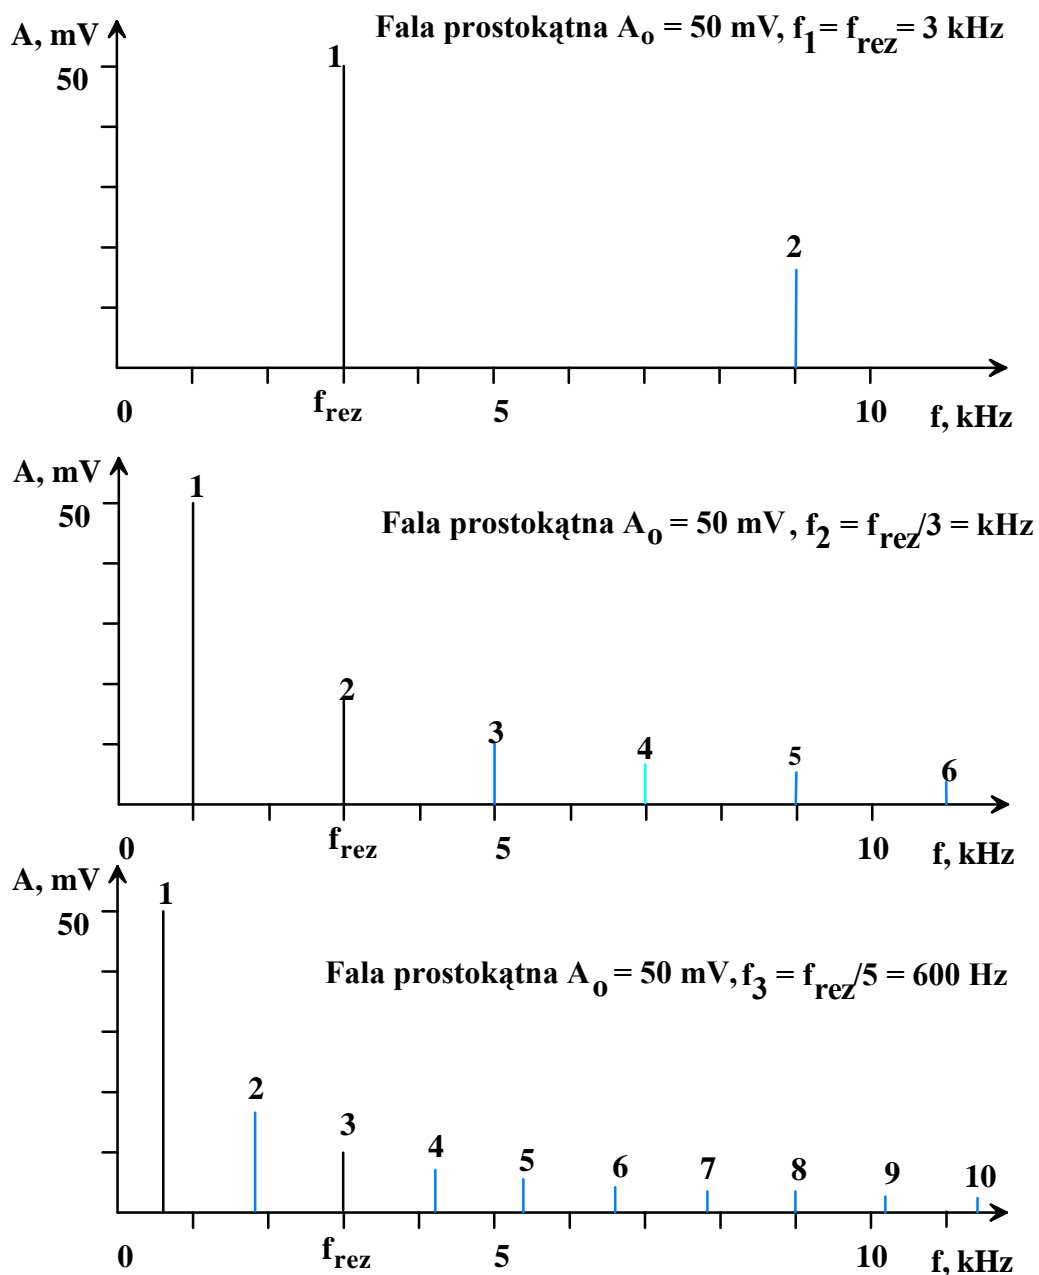 A, mV
Fala prostokątna Ao = 50 mV, f1 = frez = 3 kHz
50
1
2
0
frez
5
10
f, kHz
A, mV
50
1
Fala prostokątna Ao = 50 mV, f2 = frez/3 = kHz
2
3
4
5
6
0
frez
5
10
f, kHz
A, mV
50
1
Fala prostokątna Ao = 50 mV, f3 = frez/5 = 600 Hz
2
3
4
5
6
7
8
9
10
0
frez
5
10
f, kHz